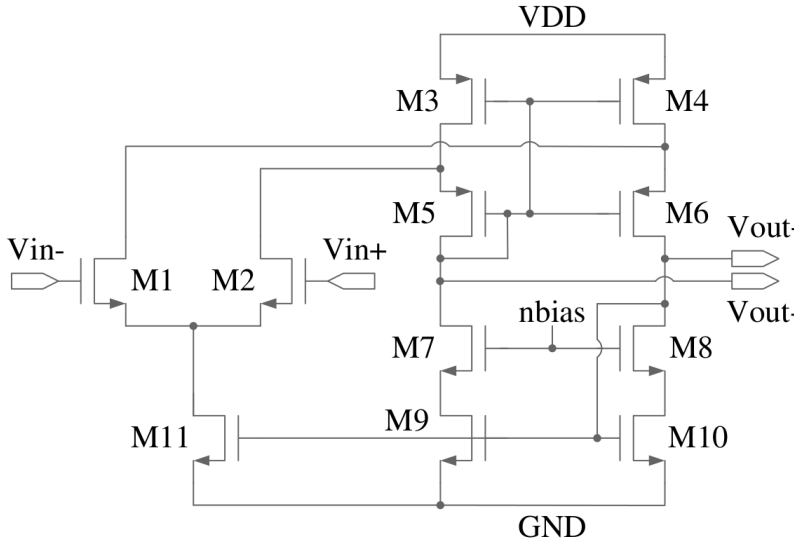 VDD
M3
M4
M5
M6
Vin-
Vin+
Vout-
M1
M2
Vout-
nbias
M7
M8
M9
M11
M10
GND